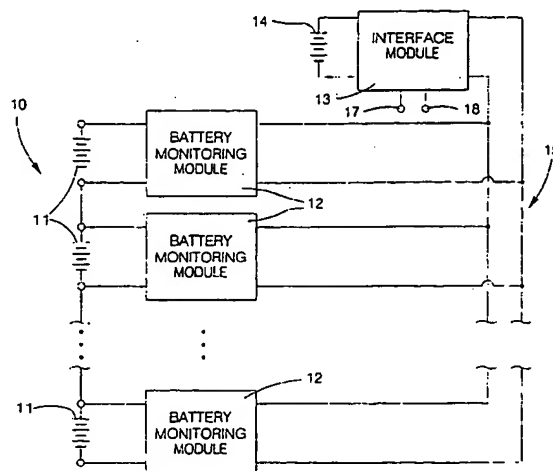 14
INTERFACE
MODULE
13
17
18
10
BATTERY
MONITORING
MODULE
11
12
BATTERY
MONITORING
MODULE
11
12
BATTERY
MONITORING
MODULE